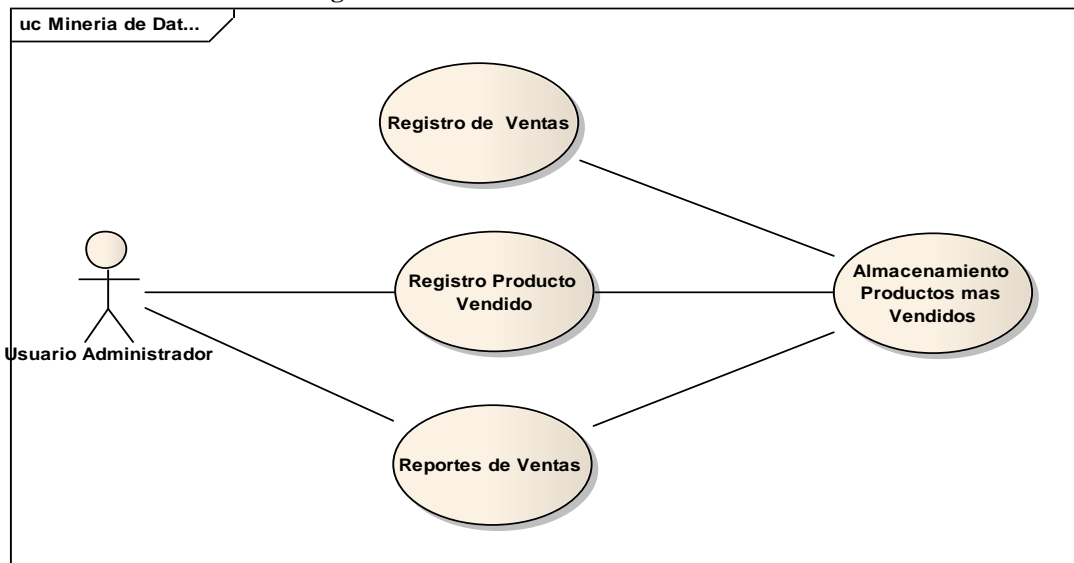 uc Mineria de Dat...
Registro de Ventas
Registro Producto
Vendido
Almacenamiento
Productos mas
Vendidos
Usuario Administrador
Reportes de Ventas